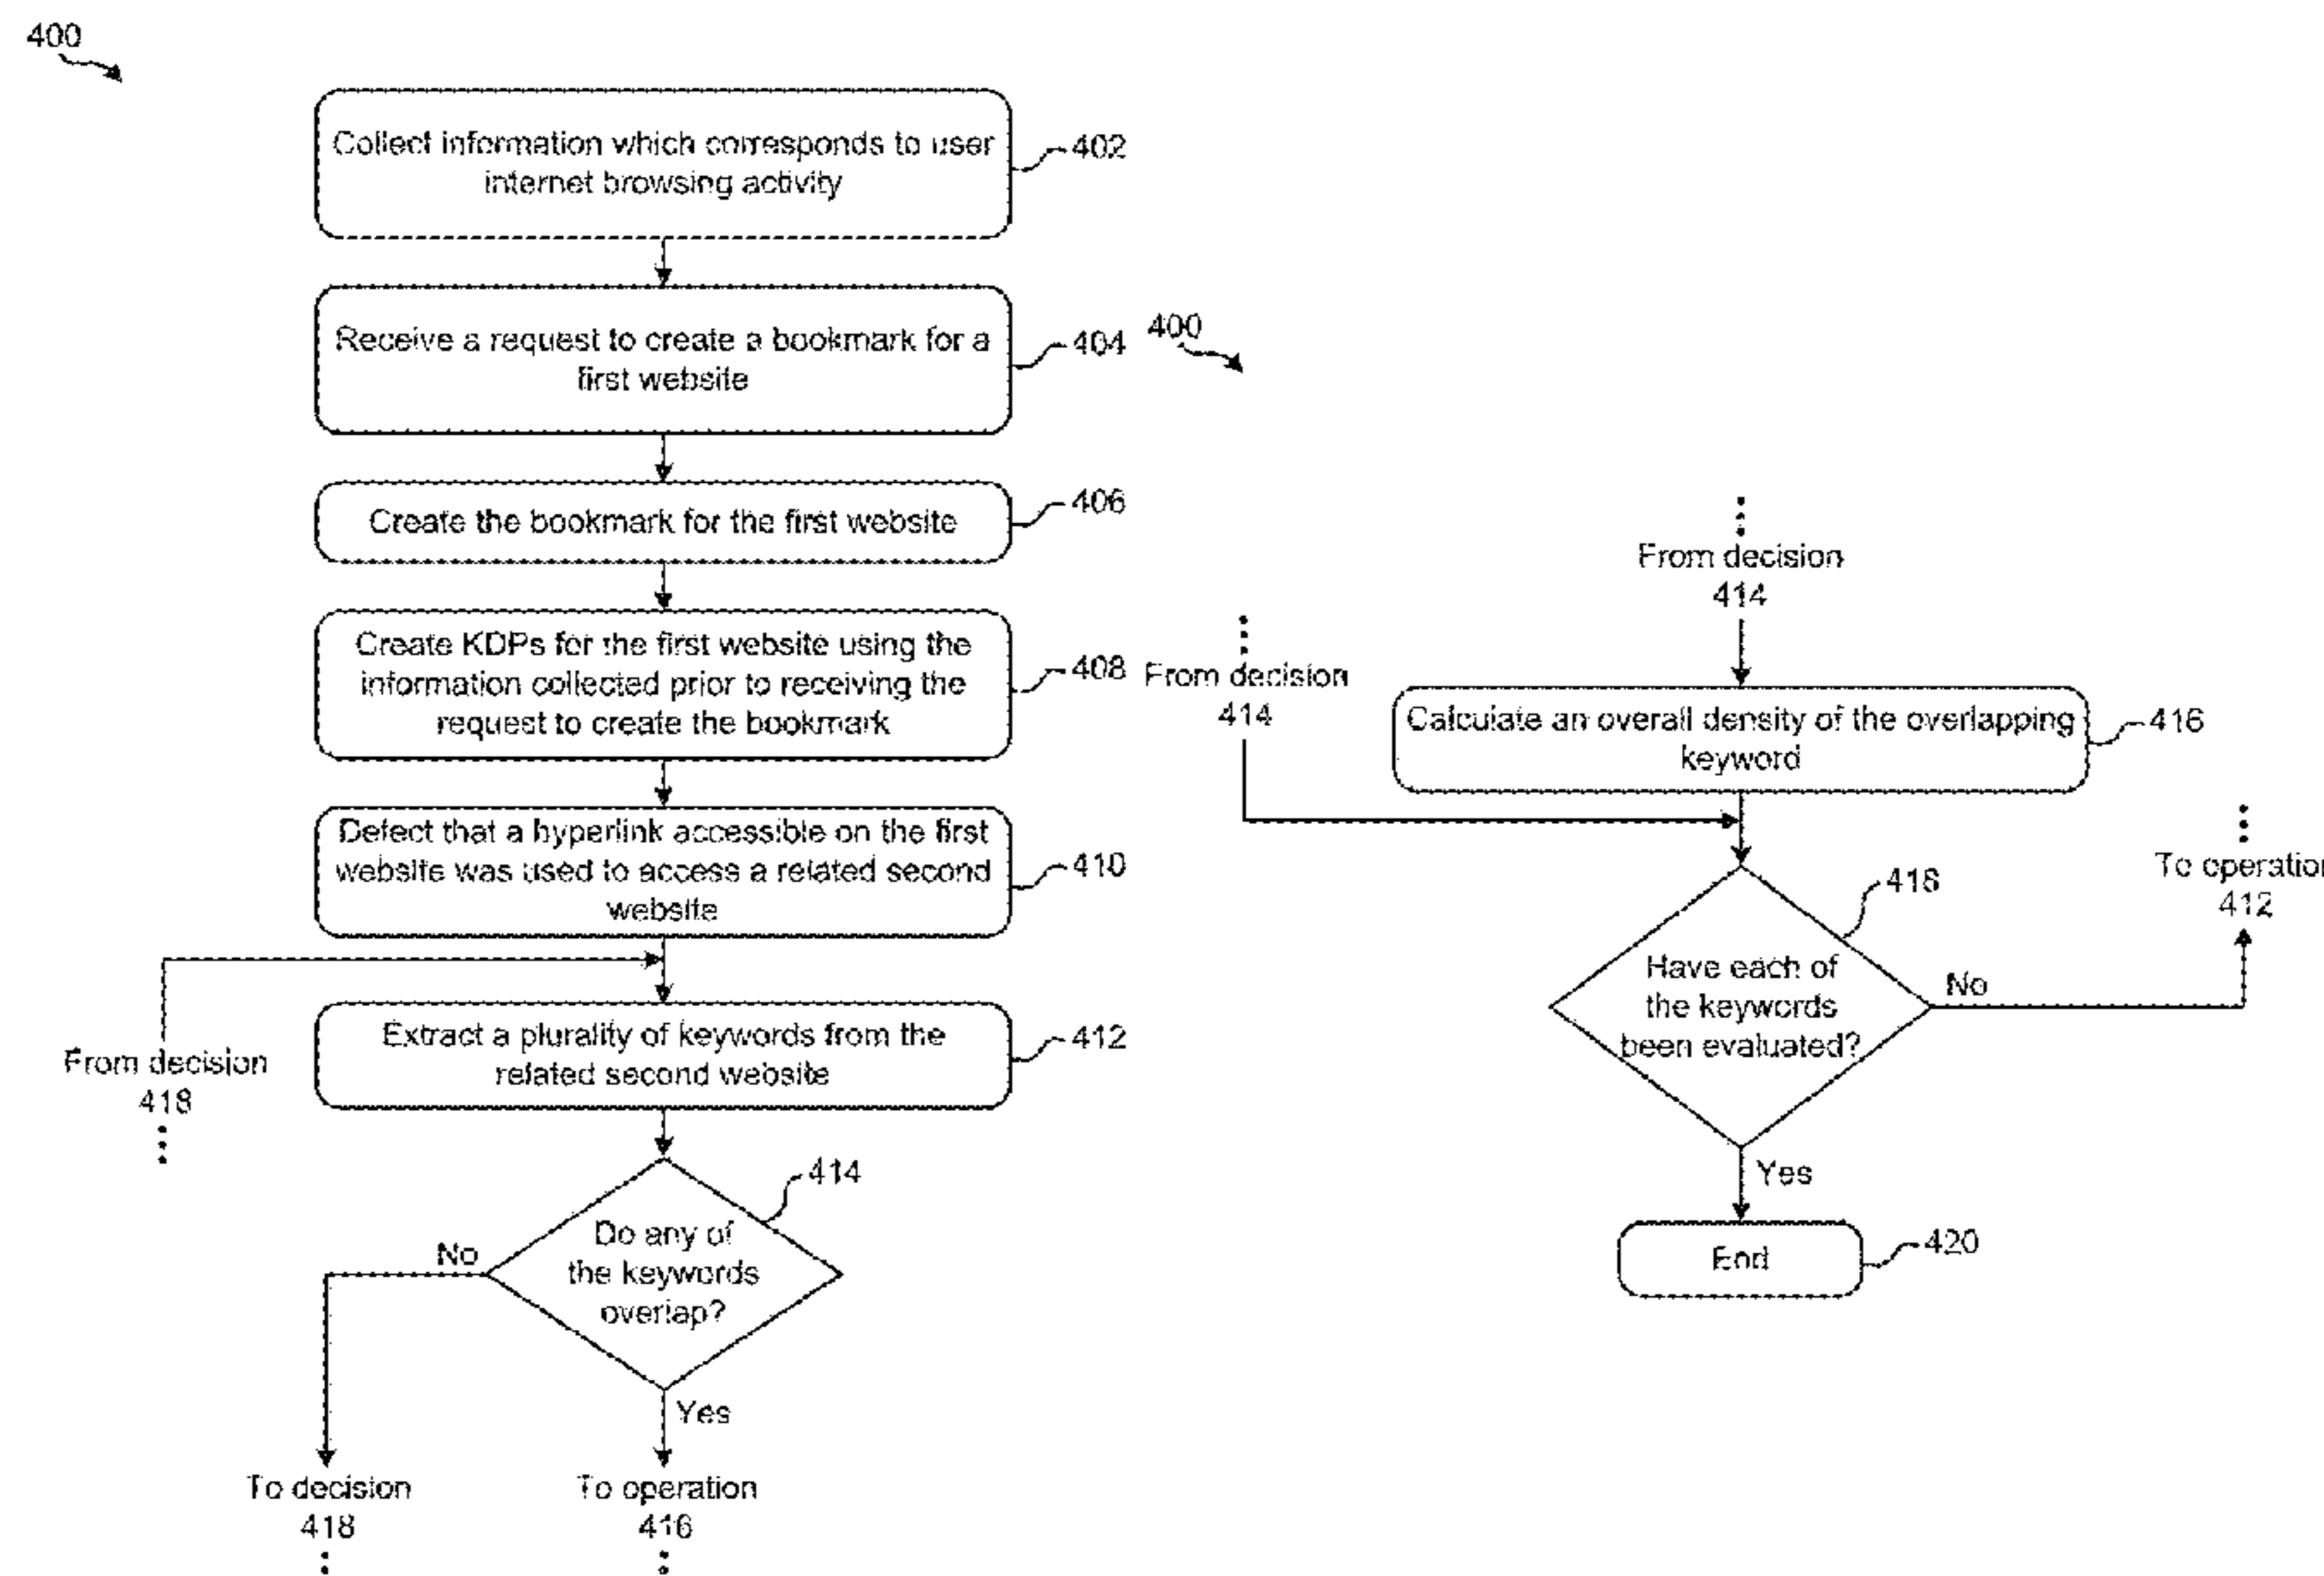 400
Collect information which corresponds to user
internet browsing activity
402
Receive a request to create a bookmark for a
first website
404
Create the bookmark for the first website
406
Create KDPs for the first website using the
information collected prior to receiving the
request to create the bookmark
408
Detect that a hyperlink accessible on the first
website was used to access a related second
website
410
From decision
418
Extract a plurality of keywords from the
related second website
412
Do any of
the keywords
overlap?
414
No
Yes
To decision
418
To operation
416
400
From decision
414
From decision
414
Calculate an overall density of the overlapping
keyword
416
Have each of
the keywords
been evaluated?
418
No
To operation
412
Yes
End
420